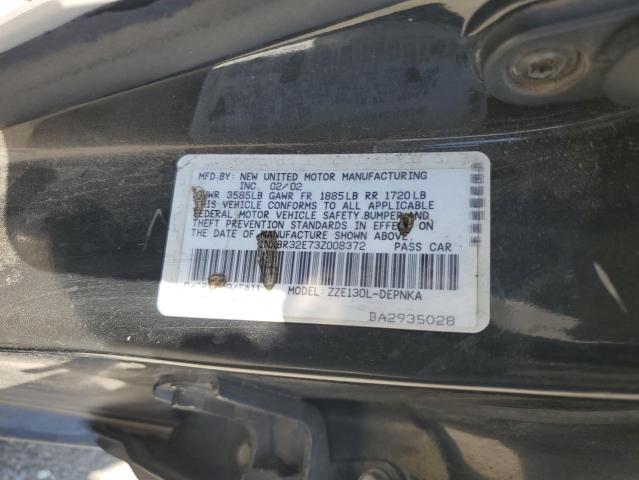 MFD.BY: NEW UNITED MOTOR MANUFACTURING
INC. 02/02
GVWR 3585LB GAWR FR 1885LB RR 1720LB
THIS VEHICLE CONFORMS TO ALL APPLICABLE
FEDERAL MOTOR VEHICLE SAFETY, BUMPER, AND
THEFT PREVENTION STANDARDS IN EFFECT ON
THE DATE OF MANUFACTURE SHOWN ABOVE.
1NXBR32E73Z008372 PASS CAR
MODEL: ZZE130L-DEPNKA
BA2935028